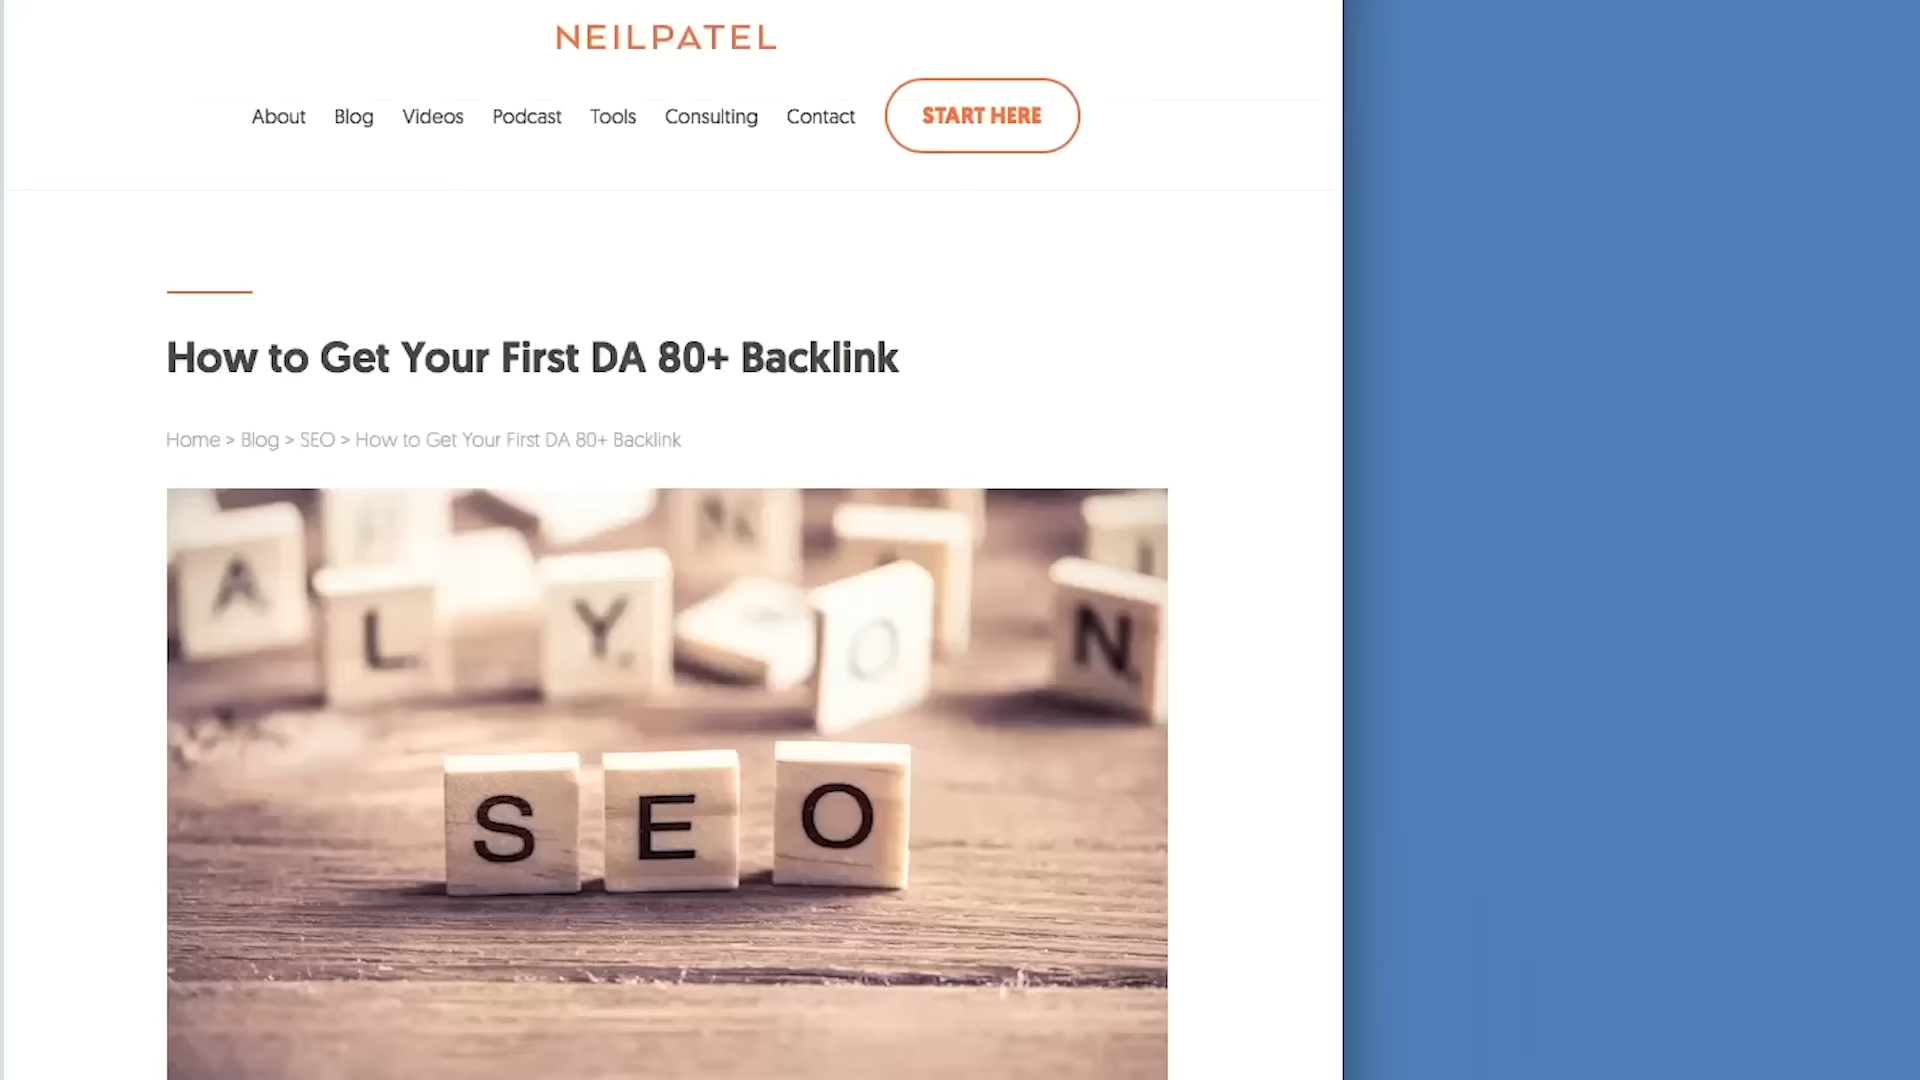 NEILPATEL
About Blog Videos Podcast Tools Consulting Contact START HERE
How to Get Your First DA 80+ Backlink
Home > Blog > SEO > How to Get Your First DA 80+ Backlink
A L Y O N
S E O